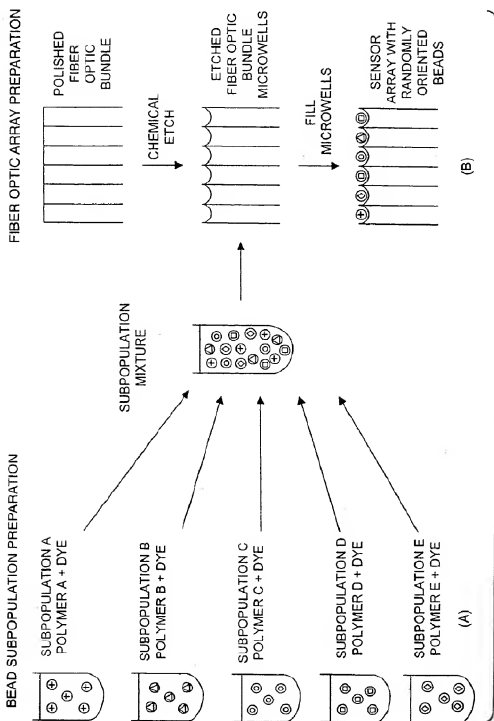 BEAD SUBPOPULATION PREPARATION
SUBPOPULATION A
POLYMER A + DYE
SUBPOPULATION B
POLYMER B + DYE
SUBPOPULATION C
POLYMER C + DYE
SUBPOPULATION D
POLYMER D + DYE
SUBPOPULATION E
POLYMER E + DYE
(A)
SUBPOPULATION
MIXTURE
FIBER OPTIC ARRAY PREPARATION
POLISHED
FIBER
OPTIC
BUNDLE
CHEMICAL
ETCH
ETCHED
FIBER OPTIC
BUNDLE
MICROWELLS
FILL
MICROWELLS
SENSOR
ARRAY WITH
RANDOMLY
ORIENTED
BEADS
(B)